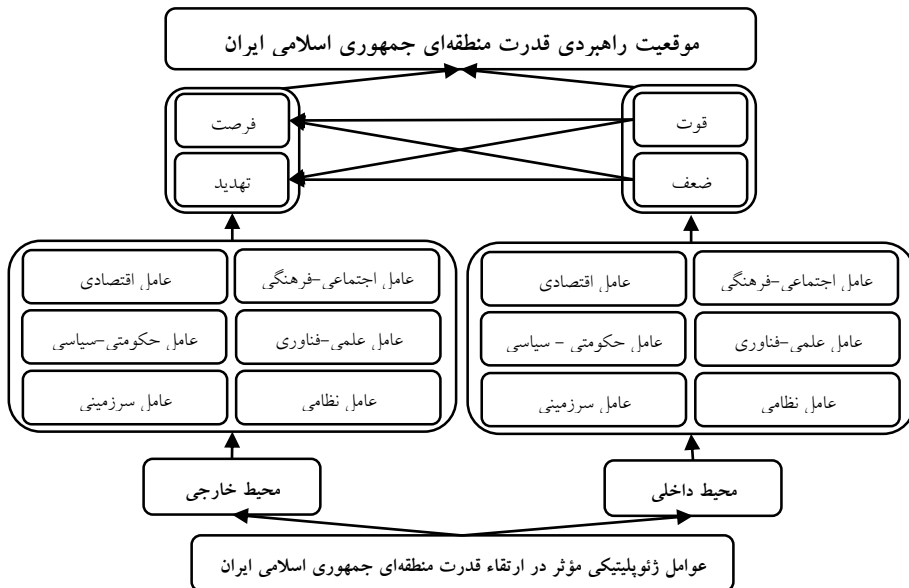 موقعیت راهبردی قدرت منطقه‌ای جمهوری اسلامی ایران
قوت
فرصت
ضعف
تهدید
عامل اجتماعی-فرهنگی
عامل اقتصادی
عامل اجتماعی-فرهنگی
عامل اقتصادی
عامل علمی-فناوری
عامل حکومتی - سیاسی
عامل علمی-فناوری
عامل حکومتی-سیاسی
عامل نظامی
عامل سرزمینی
عامل نظامی
عامل سرزمینی
محیط داخلی
محیط خارجی
عوامل ژئوپلیتیکی مؤثر در ارتقاء قدرت منطقه‌ای جمهوری اسلامی ایران